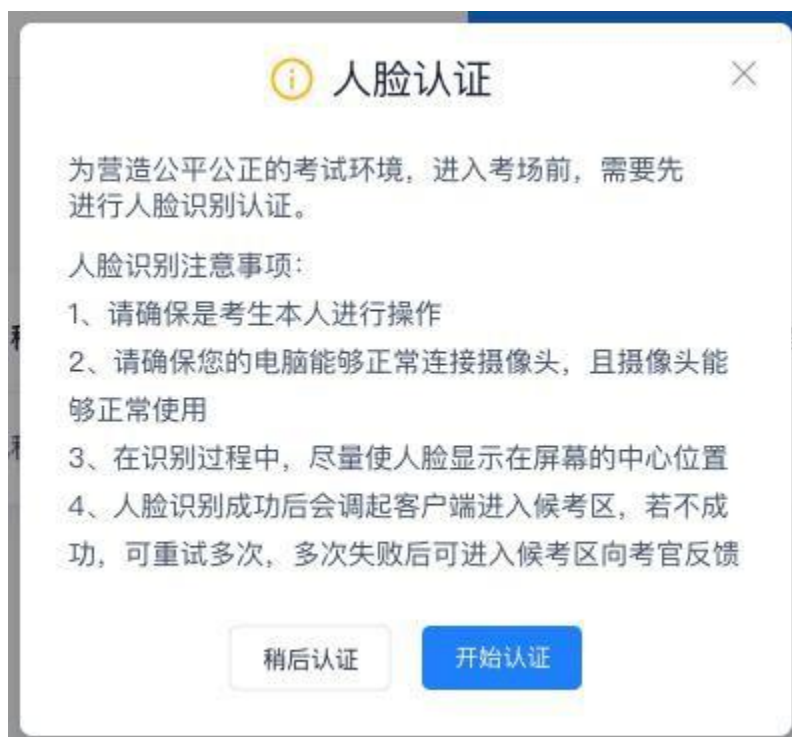 人脸认证
为营造公平公正的考试环境，进入考场前，需要先
进行人脸识别认证。
人脸识别注意事项：
1、请确保是考生本人进行操作
2、请确保您的电脑能够正常连接摄像头，且摄像头能
够正常使用
3、在识别过程中，尽量使人脸显示在屏幕的中心位置
4、人脸识别成功后会调起客户端进入候考区，若不成
功，可重试多次，多次失败后可进入候考区向考官反馈
稍后认证
开始认证